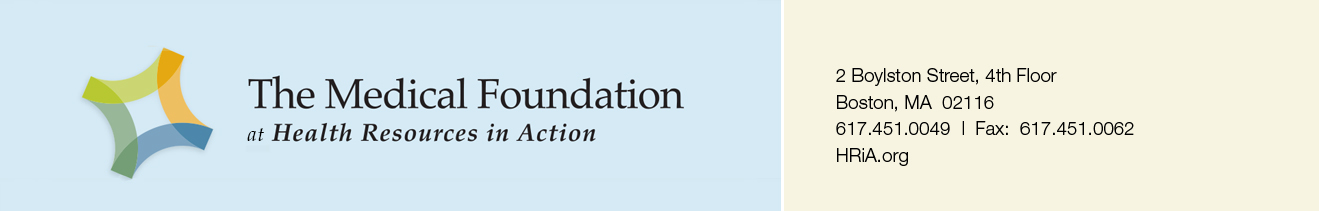 The Medical Foundation
at Health Resources in Action
2 Boylston Street, 4th Floor
Boston, MA  02116
617.451.0049  |  Fax:  617.451.0062
HRiA.org